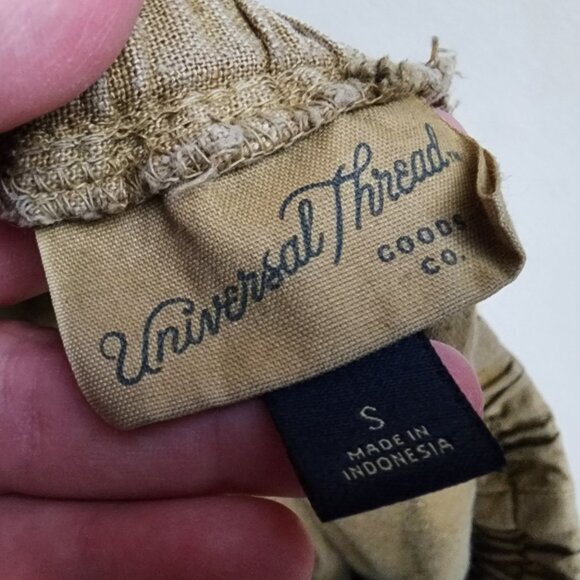 Universal Thread™
GOODS
CO.
S
MADE IN
INDONESIA